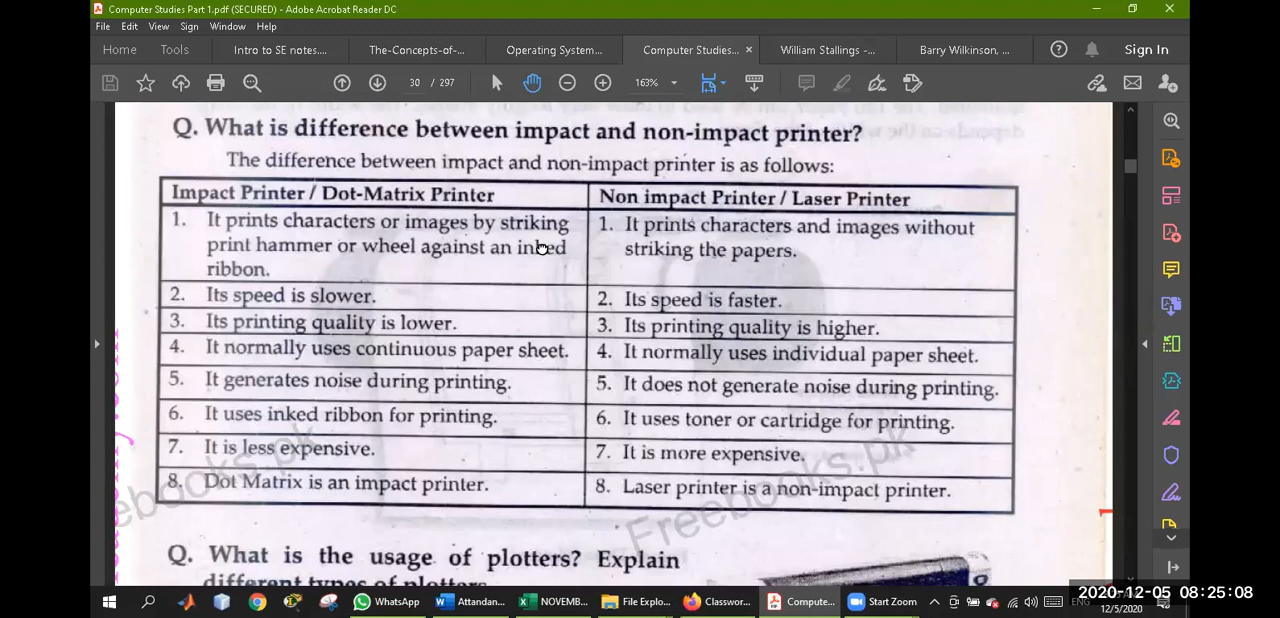 Computer Studies Part 1.pdf (SECURED) - Adobe Acrobat Reader DC
File Edit View Sign Window Help
Home Tools Intro to SE notes.... The-Concepts-of-... Operating System... Computer Studies... × William Stallings -... Barry Wilkinson, ... Sign In
30 / 297 163%
Q. What is difference between impact and non-impact printer?
The difference between impact and non-impact printer is as follows:
Impact Printer / Dot-Matrix Printer
Non impact Printer / Laser Printer
1. It prints characters or images by striking
print hammer or wheel against an inked
ribbon.
1. It prints characters and images without
striking the papers.
2. Its speed is slower.
2. Its speed is faster.
3. Its printing quality is lower.
3. Its printing quality is higher.
4. It normally uses continuous paper sheet.
4. It normally uses individual paper sheet.
5. It generates noise during printing.
5. It does not generate noise during printing.
6. It uses inked ribbon for printing.
6. It uses toner or cartridge for printing.
7. It is less expensive.
7. It is more expensive.
8. Dot Matrix is an impact printer.
8. Laser printer is a non-impact printer.
ebooks.pk
Freebooks.pk
Q. What is the usage of plotters? Explain
different types of plotters
WhatsApp Attandan... NOVEMB... File Explo... Classwor... Compute... Start Zoom ENG
2020-12-05 08:25:08
12/5/2020